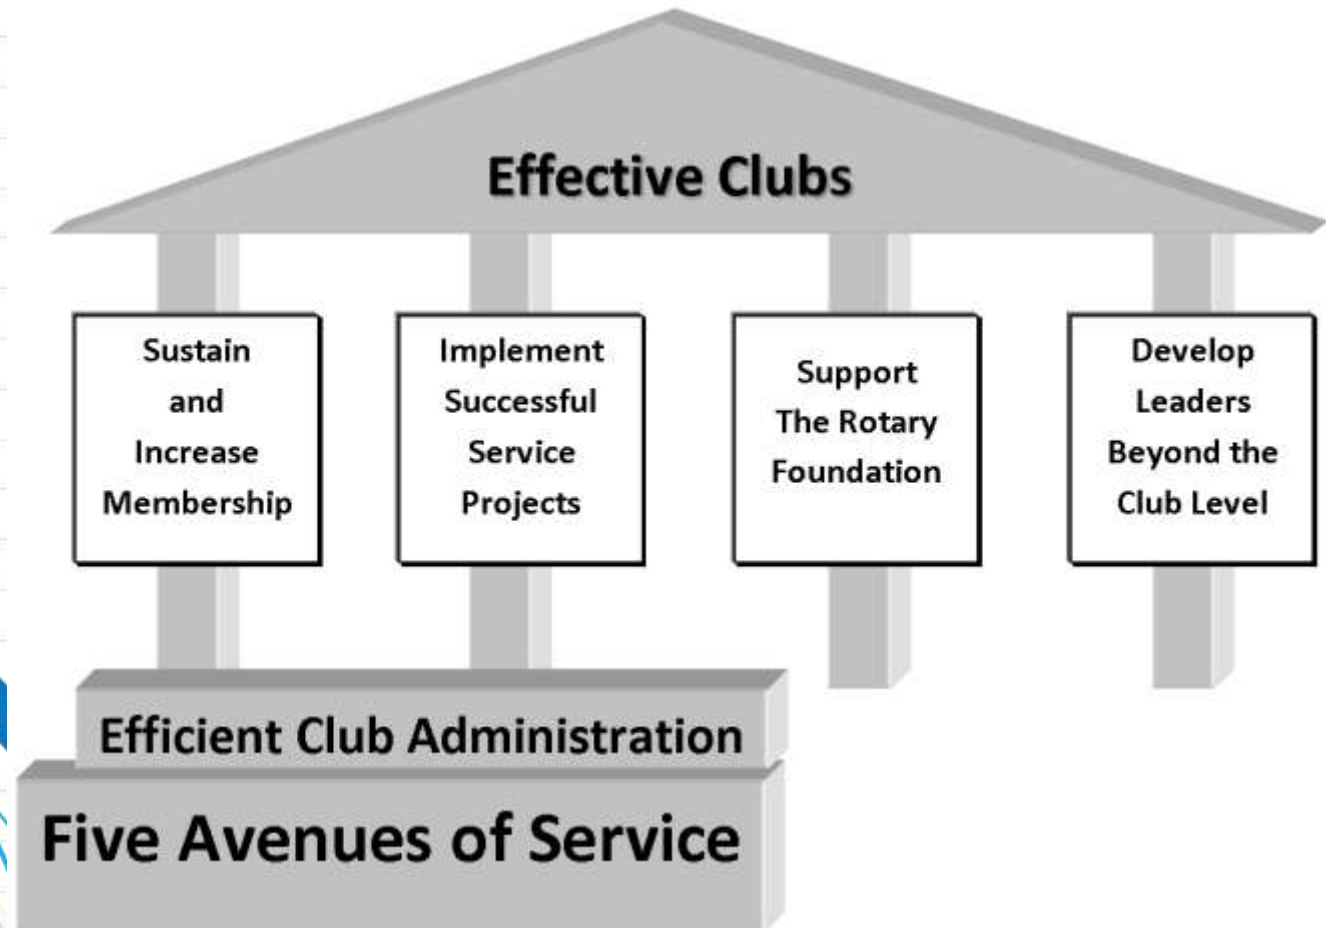 Effective Clubs
Sustain
and
Increase
Membership
Implement
Successful
Service
Projects
Support
The Rotary
Foundation
Develop
Leaders
Beyond the
Club Level
Efficient Club Administration
Five Avenues of Service